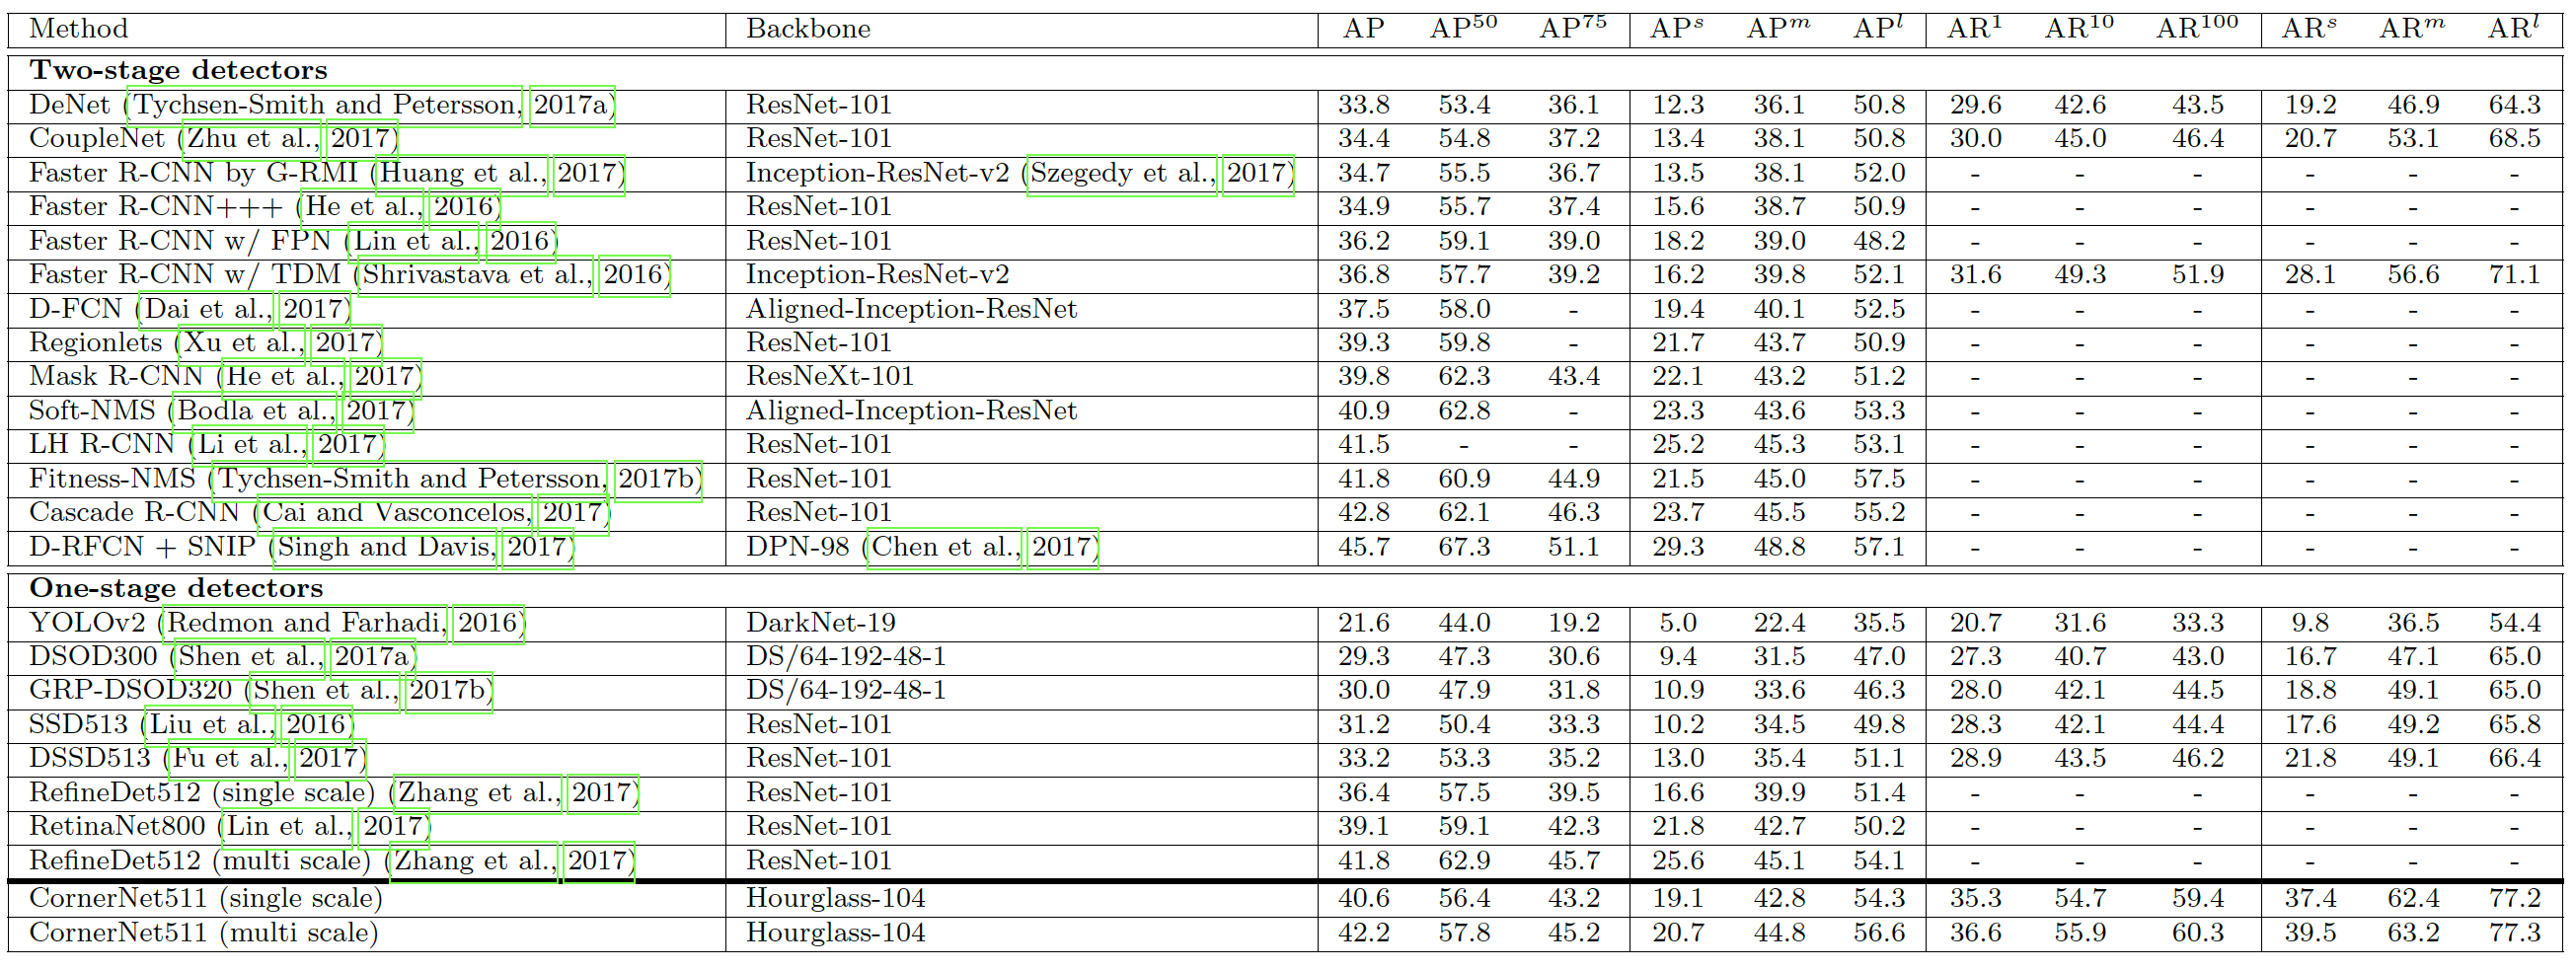 Method Backbone AP AP^50 AP^75 AP^s AP^m AP^l AR^1 AR^10 AR^100 AR^s AR^m AR^l
Two-stage detectors
DeNet (Tychsen-Smith and Petersson, 2017a) ResNet-101 33.8 53.4 36.1 12.3 36.1 50.8 29.6 42.6 43.5 19.2 46.9 64.3
CoupleNet (Zhu et al., 2017) ResNet-101 34.4 54.8 37.2 13.4 38.1 50.8 30.0 45.0 46.4 20.7 53.1 68.5
Faster R-CNN by G-RMI (Huang et al., 2017) Inception-ResNet-v2 (Szegedy et al., 2017) 34.7 55.5 36.7 13.5 38.1 52.0 - - - - - -
Faster R-CNN+++ (He et al., 2016) ResNet-101 34.9 55.7 37.4 15.6 38.7 50.9 - - - - - -
Faster R-CNN w/ FPN (Lin et al., 2016) ResNet-101 36.2 59.1 39.0 18.2 39.0 48.2 - - - - - -
Faster R-CNN w/ TDM (Shrivastava et al., 2016) Inception-ResNet-v2 36.8 57.7 39.2 16.2 39.8 52.1 31.6 49.3 51.9 28.1 56.6 71.1
D-FCN (Dai et al., 2017) Aligned-Inception-ResNet 37.5 58.0 - 19.4 40.1 52.5 - - - - - -
Regionlets (Xu et al., 2017) ResNet-101 39.3 59.8 - 21.7 43.7 50.9 - - - - - -
Mask R-CNN (He et al., 2017) ResNeXt-101 39.8 62.3 43.4 22.1 43.2 51.2 - - - - - -
Soft-NMS (Bodla et al., 2017) Aligned-Inception-ResNet 40.9 62.8 - 23.3 43.6 53.3 - - - - - -
LH R-CNN (Li et al., 2017) ResNet-101 41.5 - - 25.2 45.3 53.1 - - - - - -
Fitness-NMS (Tychsen-Smith and Petersson, 2017b) ResNet-101 41.8 60.9 44.9 21.5 45.0 57.5 - - - - - -
Cascade R-CNN (Cai and Vasconcelos, 2017) ResNet-101 42.8 62.1 46.3 23.7 45.5 55.2 - - - - - -
D-RFCN + SNIP (Singh and Davis, 2017) DPN-98 (Chen et al., 2017) 45.7 67.3 51.1 29.3 48.8 57.1 - - - - - -
One-stage detectors
YOLOv2 (Redmon and Farhadi, 2016) DarkNet-19 21.6 44.0 19.2 5.0 22.4 35.5 20.7 31.6 33.3 9.8 36.5 54.4
DSOD300 (Shen et al., 2017a) DS/64-192-48-1 29.3 47.3 30.6 9.4 31.5 47.0 27.3 40.7 43.0 16.7 47.1 65.0
GRP-DSOD320 (Shen et al., 2017b) DS/64-192-48-1 30.0 47.9 31.8 10.9 33.6 46.3 28.0 42.1 44.5 18.8 49.1 65.0
SSD513 (Liu et al., 2016) ResNet-101 31.2 50.4 33.3 10.2 34.5 49.8 28.3 42.1 44.4 17.6 49.2 65.8
DSSD513 (Fu et al., 2017) ResNet-101 33.2 53.3 35.2 13.0 35.4 51.1 28.9 43.5 46.2 21.8 49.1 66.4
RefineDet512 (single scale) (Zhang et al., 2017) ResNet-101 36.4 57.5 39.5 16.6 39.9 51.4 - - - - - -
RetinaNet800 (Lin et al., 2017) ResNet-101 39.1 59.1 42.3 21.8 42.7 50.2 - - - - - -
RefineDet512 (multi scale) (Zhang et al., 2017) ResNet-101 41.8 62.9 45.7 25.6 45.1 54.1 - - - - - -
CornerNet511 (single scale) Hourglass-104 40.6 56.4 43.2 19.1 42.8 54.3 35.3 54.7 59.4 37.4 62.4 77.2
CornerNet511 (multi scale) Hourglass-104 42.2 57.8 45.2 20.7 44.8 56.6 36.6 55.9 60.3 39.5 63.2 77.3